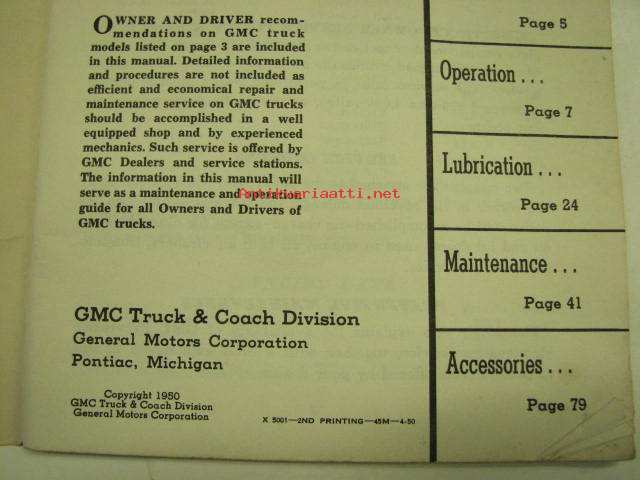 OWNER AND DRIVER recom-
mendations on GMC truck
models listed on page 3 are included
in this manual. Detailed information
and procedures are not included as
efficient and economical repair and
maintenance service on GMC trucks
should be accomplished in a well
equipped shop and by experienced
mechanics. Such service is offered by
GMC Dealers and service stations.
The information in this manual will
serve as a maintenance and operation
guide for all Owners and Drivers of
GMC trucks.
Antikvariaatti.net
GMC Truck & Coach Division
General Motors Corporation
Pontiac, Michigan
Copyright 1950
GMC Truck & Coach Division
General Motors Corporation
X 5001—2ND PRINTING—45M—4-50
Page 5
Operation . . .
Page 7
Lubrication . . .
Page 24
Maintenance . . .
Page 41
Accessories . . .
Page 79